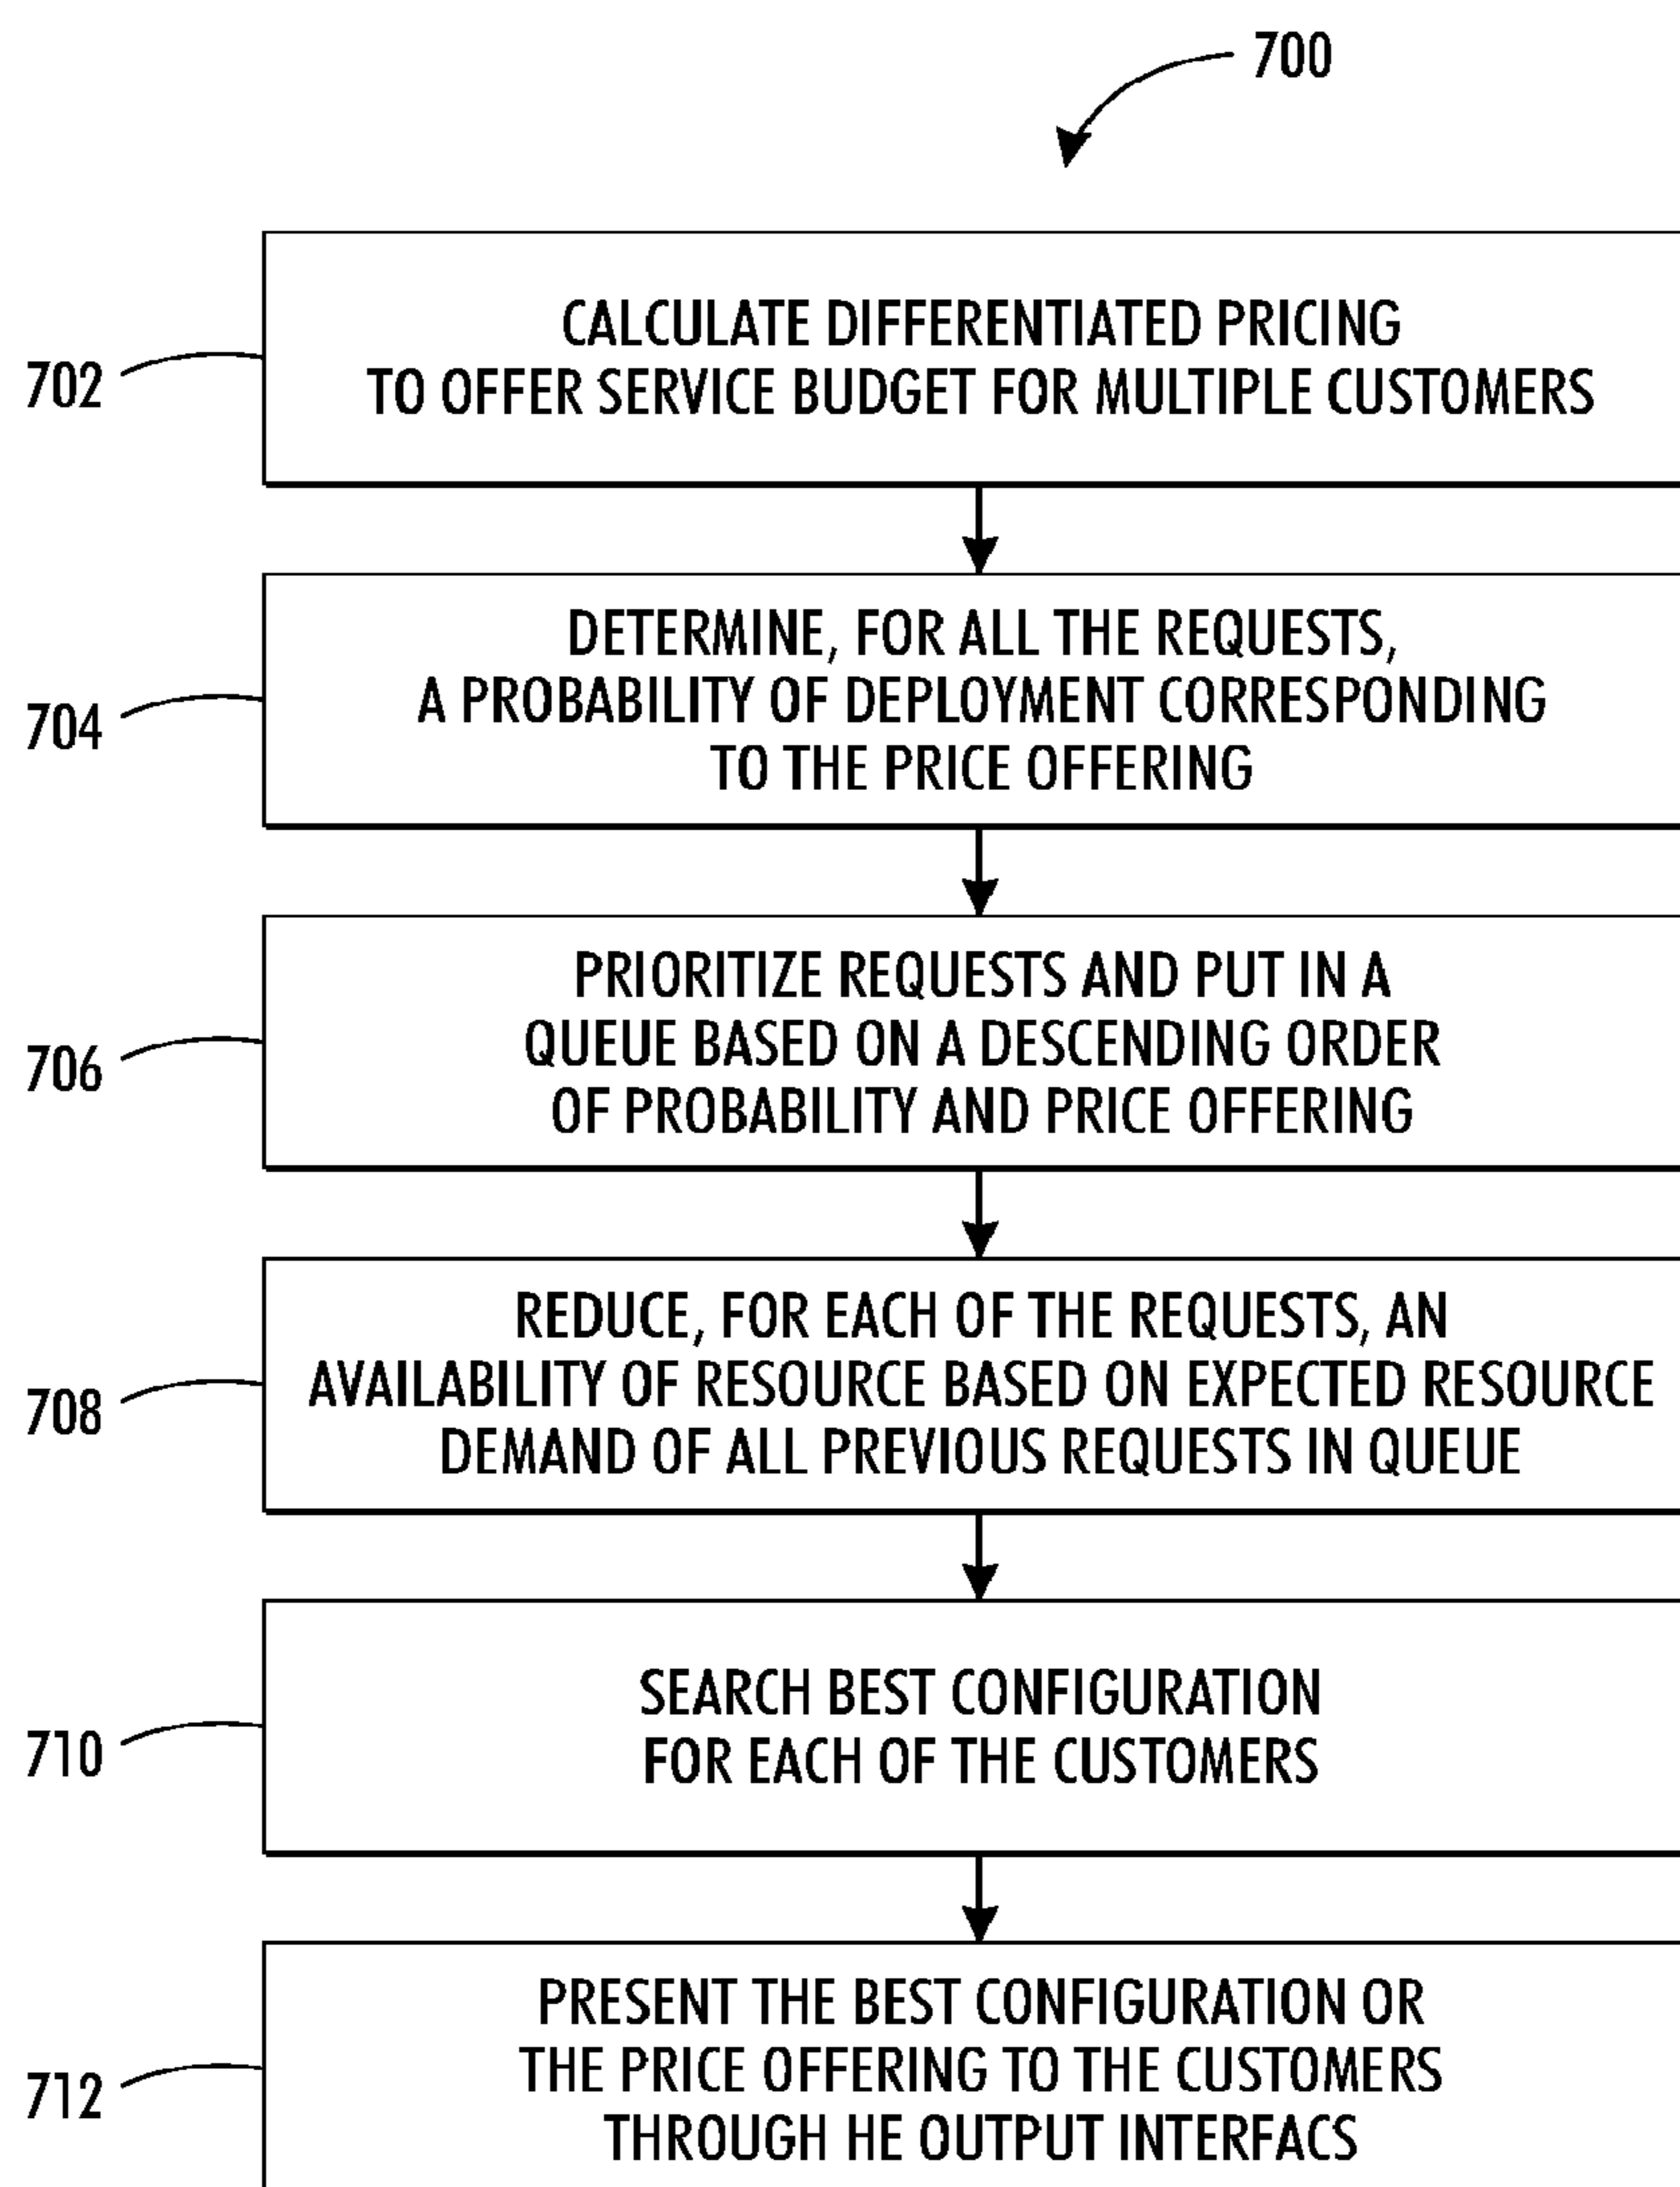 700
702
CALCULATE DIFFERENTIATED PRICING
TO OFFER SERVICE BUDGET FOR MULTIPLE CUSTOMERS
704
DETERMINE, FOR ALL THE REQUESTS,
A PROBABILITY OF DEPLOYMENT CORRESPONDING
TO THE PRICE OFFERING
706
PRIORITIZE REQUESTS AND PUT IN A
QUEUE BASED ON A DESCENDING ORDER
OF PROBABILITY AND PRICE OFFERING
708
REDUCE, FOR EACH OF THE REQUESTS, AN
AVAILABILITY OF RESOURCE BASED ON EXPECTED RESOURCE
DEMAND OF ALL PREVIOUS REQUESTS IN QUEUE
710
SEARCH BEST CONFIGURATION
FOR EACH OF THE CUSTOMERS
712
PRESENT THE BEST CONFIGURATION OR
THE PRICE OFFERING TO THE CUSTOMERS
THROUGH HE OUTPUT INTERFACS